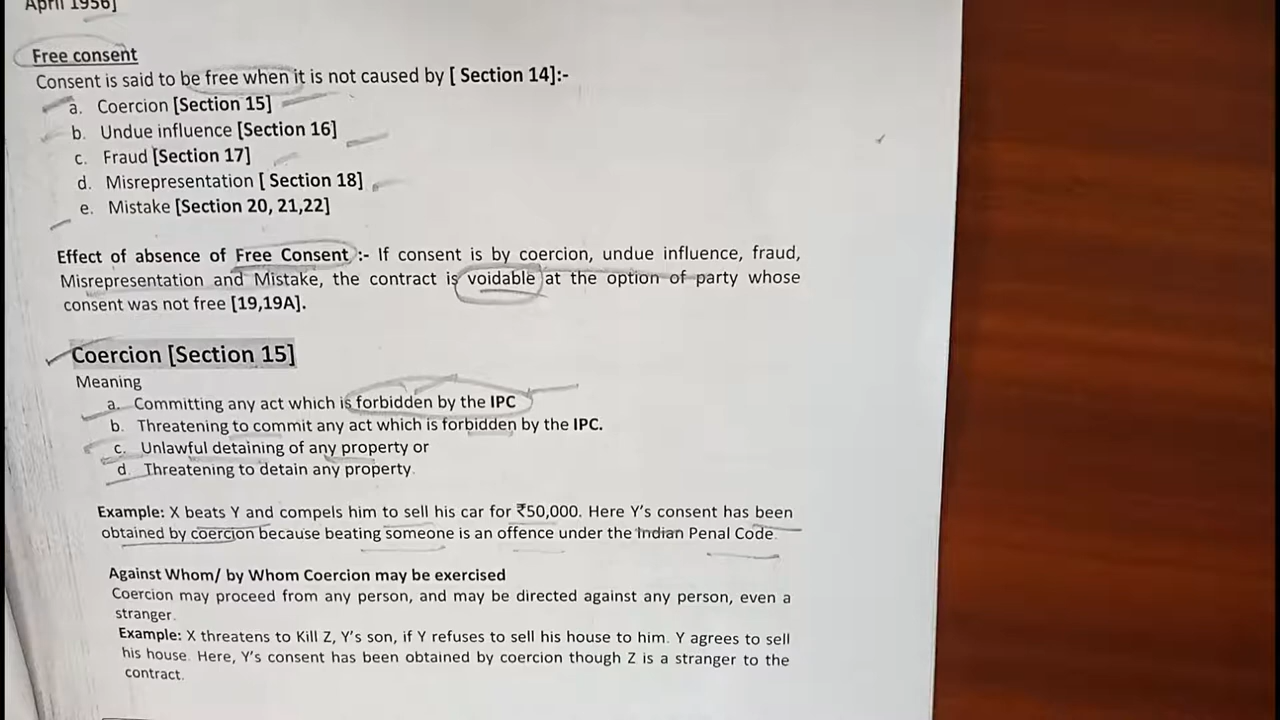 April 1956]
Free consent
Consent is said to be free when it is not caused by [ Section 14]:-
a. Coercion [Section 15]
b. Undue influence [Section 16]
c. Fraud [Section 17]
d. Misrepresentation [ Section 18]
e. Mistake [Section 20, 21,22]
Effect of absence of Free Consent :- If consent is by coercion, undue influence, fraud,
Misrepresentation and Mistake, the contract is voidable at the option of party whose
consent was not free [19,19A].
Coercion [Section 15]
Meaning
a. Committing any act which is forbidden by the IPC
b. Threatening to commit any act which is forbidden by the IPC.
c. Unlawful detaining of any property or
d. Threatening to detain any property.
Example: X beats Y and compels him to sell his car for ₹50,000. Here Y's consent has been
obtained by coercion because beating someone is an offence under the Indian Penal Code.
Against Whom/ by Whom Coercion may be exercised
Coercion may proceed from any person, and may be directed against any person, even a
stranger.
Example: X threatens to Kill Z, Y's son, if Y refuses to sell his house to him. Y agrees to sell
his house. Here, Y's consent has been obtained by coercion though Z is a stranger to the
contract.